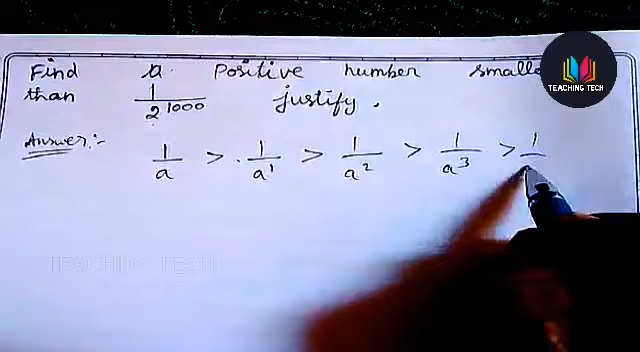 Find a Positive number smalle
than 1/2^1000 justify.
Answer:-
1/a > 1/a^1 > 1/a^2 > 1/a^3 > 1/
TEACHING TECH
TEACHING TECH